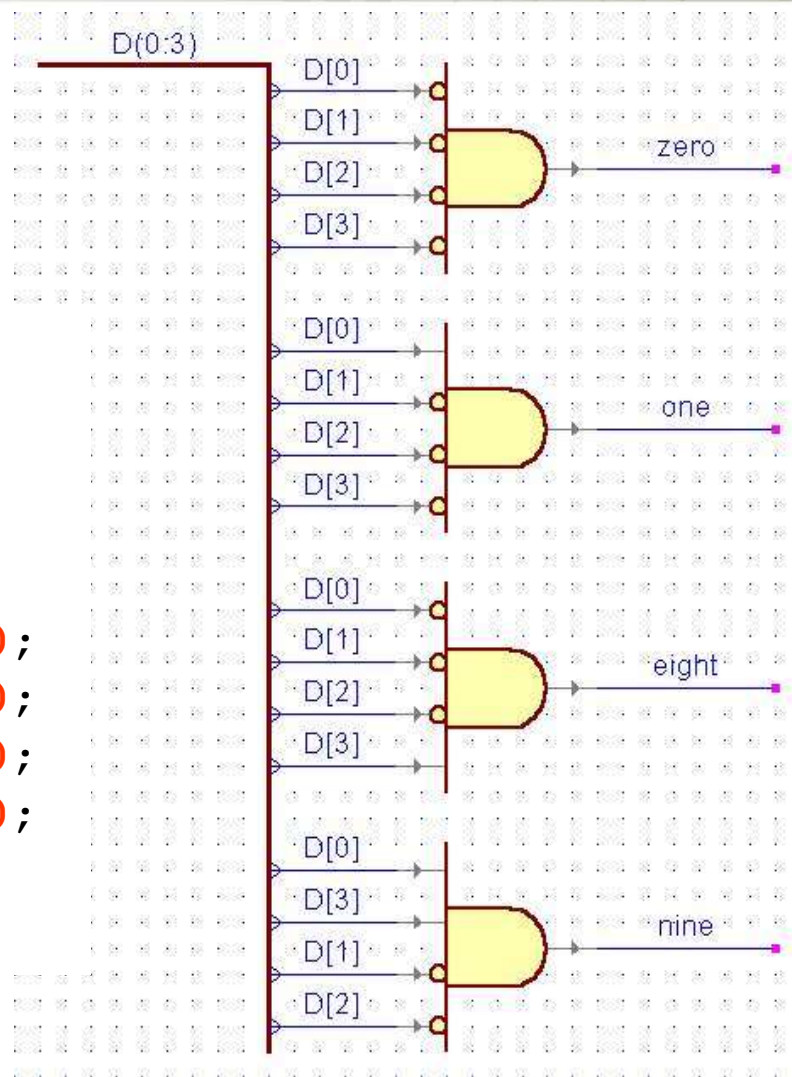 D(0:3)
D[0]
D[1]
D[2]
D[3]
zero
D[0]
D[1]
D[2]
D[3]
one
D[0]
D[1]
D[2]
D[3]
eight
);
);
);
);
D[0]
D[3]
D[1]
D[2]
nine